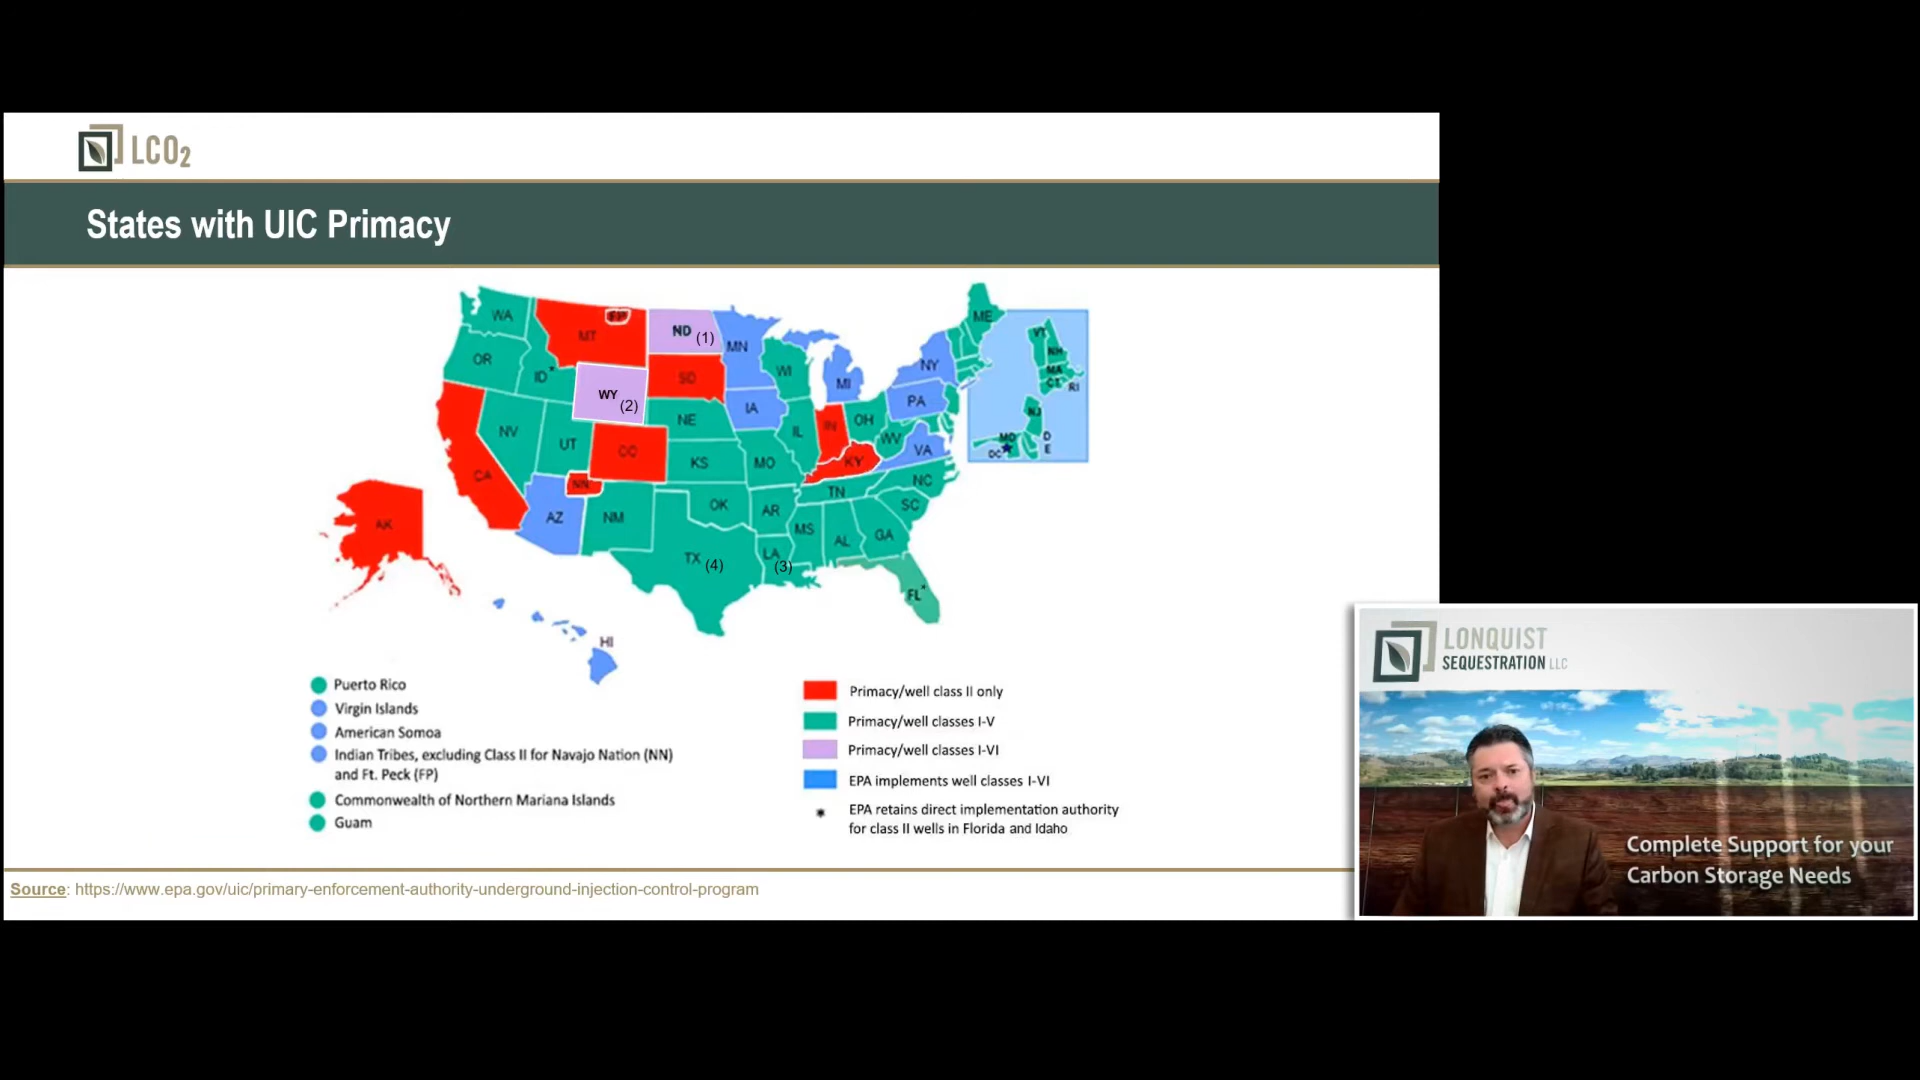 LCO2
States with UIC Primacy
WA
MT
FP
ND (1)
MN
ME
VT
NH
MA
CT
RI
NJ
MD
D
E
DC
OR
ID*
WY (2)
SD
WI
MI
NY
IA
PA
NV
UT
CO
NE
IL
IN
OH
WV
VA
CA
NN
KS
MO
KY
NC
TN
AZ
NM
OK
AR
SC
MS
AL
GA
AK
TX (4)
LA
(3)
FL*
HI
Puerto Rico
Virgin Islands
American Somoa
Indian Tribes, excluding Class II for Navajo Nation (NN)
and Ft. Peck (FP)
Commonwealth of Northern Mariana Islands
Guam
Primacy/well class II only
Primacy/well classes I-V
Primacy/well classes I-VI
EPA implements well classes I-VI
* EPA retains direct implementation authority
for class II wells in Florida and Idaho
Source: https://www.epa.gov/uic/primary-enforcement-authority-underground-injection-control-program
LONQUIST
SEQUESTRATION LLC
Complete Support for your
Carbon Storage Needs